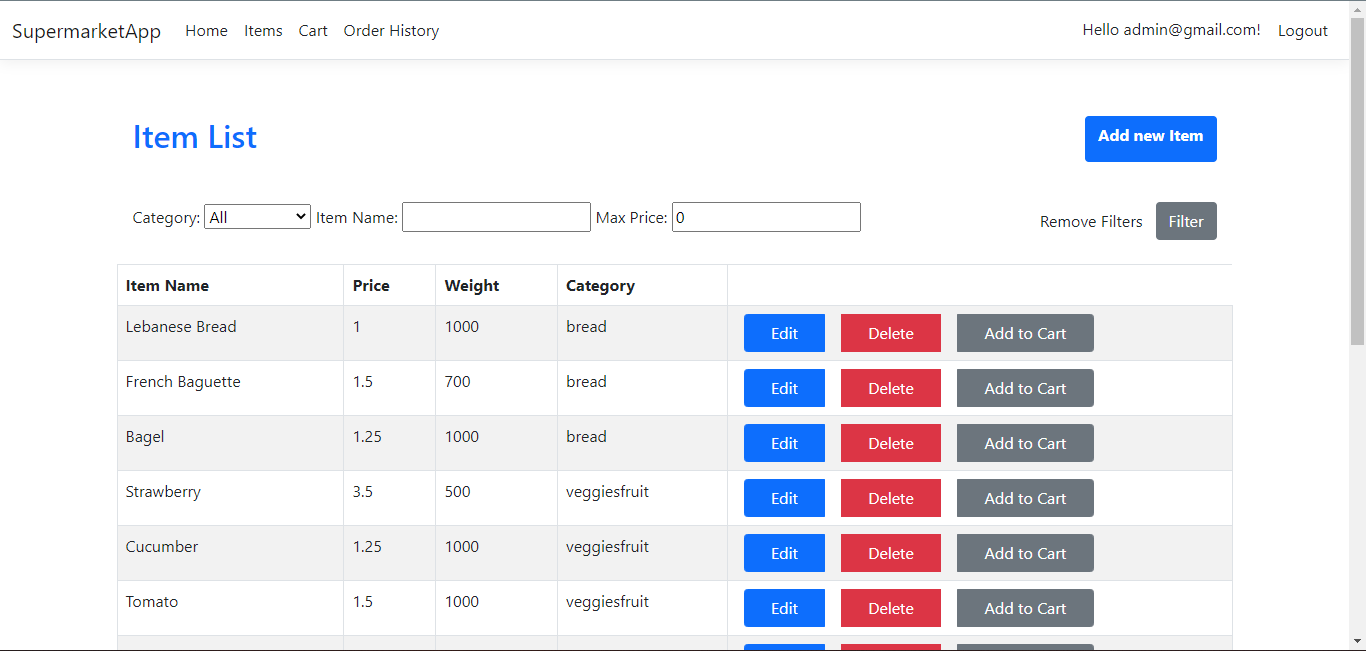 SupermarketApp Home Items Cart Order History Hello admin@gmail.com! Logout
Item List Add new Item
Category: All Item Name: Max Price: 0 Remove Filters Filter
Item Name Price Weight Category
Lebanese Bread 1 1000 bread Edit Delete Add to Cart
French Baguette 1.5 700 bread Edit Delete Add to Cart
Bagel 1.25 1000 bread Edit Delete Add to Cart
Strawberry 3.5 500 veggiesfruit Edit Delete Add to Cart
Cucumber 1.25 1000 veggiesfruit Edit Delete Add to Cart
Tomato 1.5 1000 veggiesfruit Edit Delete Add to Cart